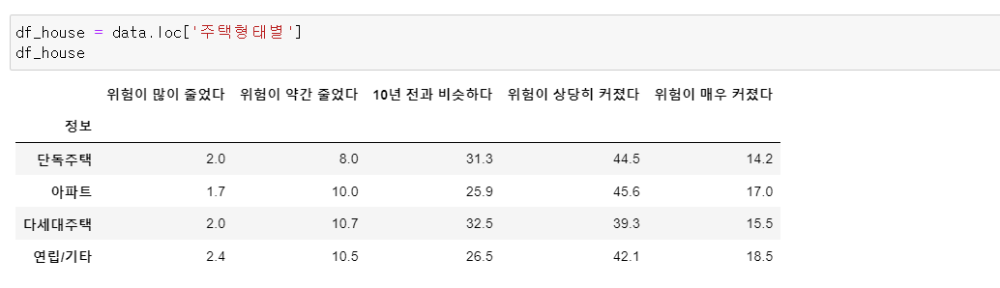 df_house = data.loc['주택형태별']
df_house
위험이 많이 줄었다 위험이 약간 줄었다 10년 전과 비슷하다 위험이 상당히 커졌다 위험이 매우 커졌다
정보
단독주택 2.0 8.0 31.3 44.5 14.2
아파트 1.7 10.0 25.9 45.6 17.0
다세대주택 2.0 10.7 32.5 39.3 15.5
연립/기타 2.4 10.5 26.5 42.1 18.5